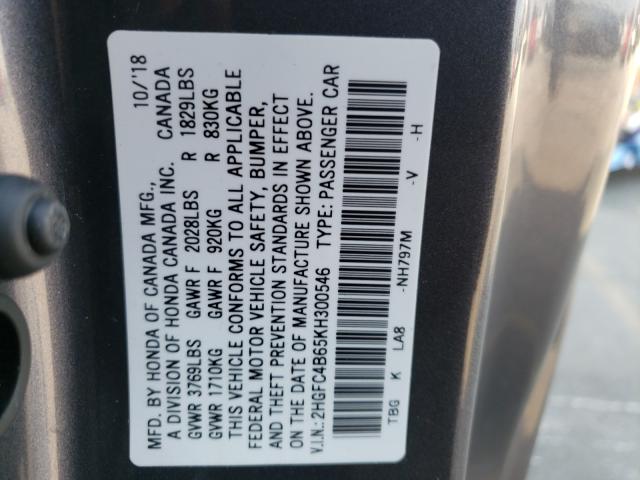 MFD. BY HONDA OF CANADA MFG., 10/'18
A DIVISION OF HONDA CANADA INC. CANADA
GVWR 3769LBS GAWR F 2028LBS R 1829LBS
GVWR 1710KG GAWR F 920KG R 830KG
THIS VEHICLE CONFORMS TO ALL APPLICABLE
FEDERAL MOTOR VEHICLE SAFETY, BUMPER,
AND THEFT PREVENTION STANDARDS IN EFFECT
ON THE DATE OF MANUFACTURE SHOWN ABOVE.
V.I.N.: 2HGFC4B65KH300546 TYPE: PASSENGER CAR
TBG K LA8 -NH797M -V -H